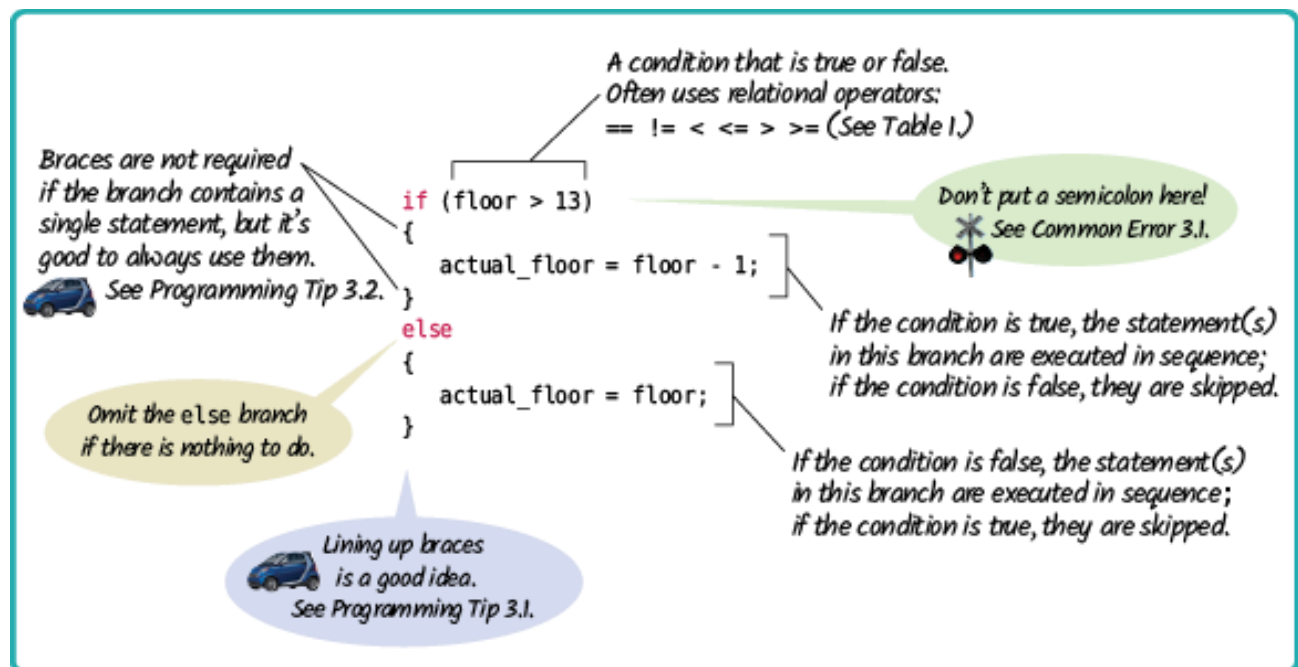 A condition that is true or false.
Often uses relational operators:
== != < <= > >= (See Table 1.)
Braces are not required
if the branch contains a
single statement, but it's
good to always use them.
See Programming Tip 3.2.
if (floor > 13)
{
actual_floor = floor - 1;
}
else
{
actual_floor = floor;
}
Don't put a semicolon here!
See Common Error 3.1.
If the condition is true, the statement(s)
in this branch are executed in sequence;
if the condition is false, they are skipped.
Omit the else branch
if there is nothing to do.
If the condition is false, the statement(s)
in this branch are executed in sequence;
if the condition is true, they are skipped.
Lining up braces
is a good idea.
See Programming Tip 3.1.